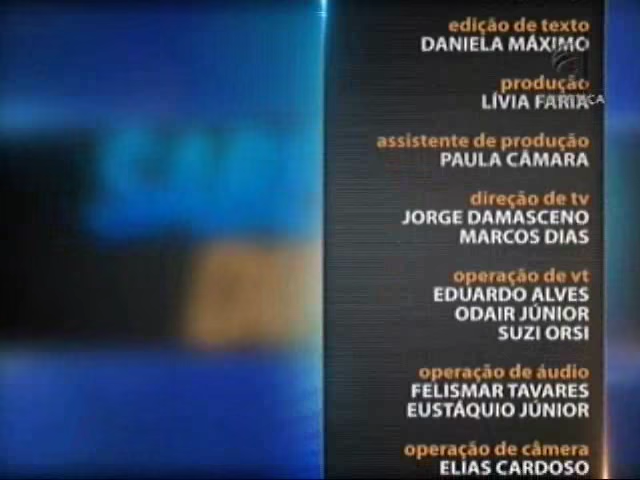 edição de texto
DANIELA MÁXIMO
produção
LÍVIA FARIA
assistente de produção
PAULA CÂMARA
direção de tv
JORGE DAMASCENO
MARCOS DIAS
operação de vt
EDUARDO ALVES
ODAIR JÚNIOR
SUZI ORSI
operação de áudio
FELISMAR TAVARES
EUSTÁQUIO JÚNIOR
operação de câmera
ELIAS CARDOSO